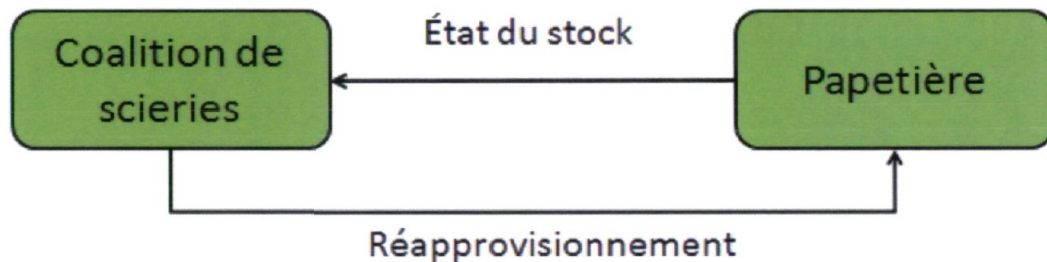 État du stock
Coalition de
scieries
Papetière
Réapprovisionnement